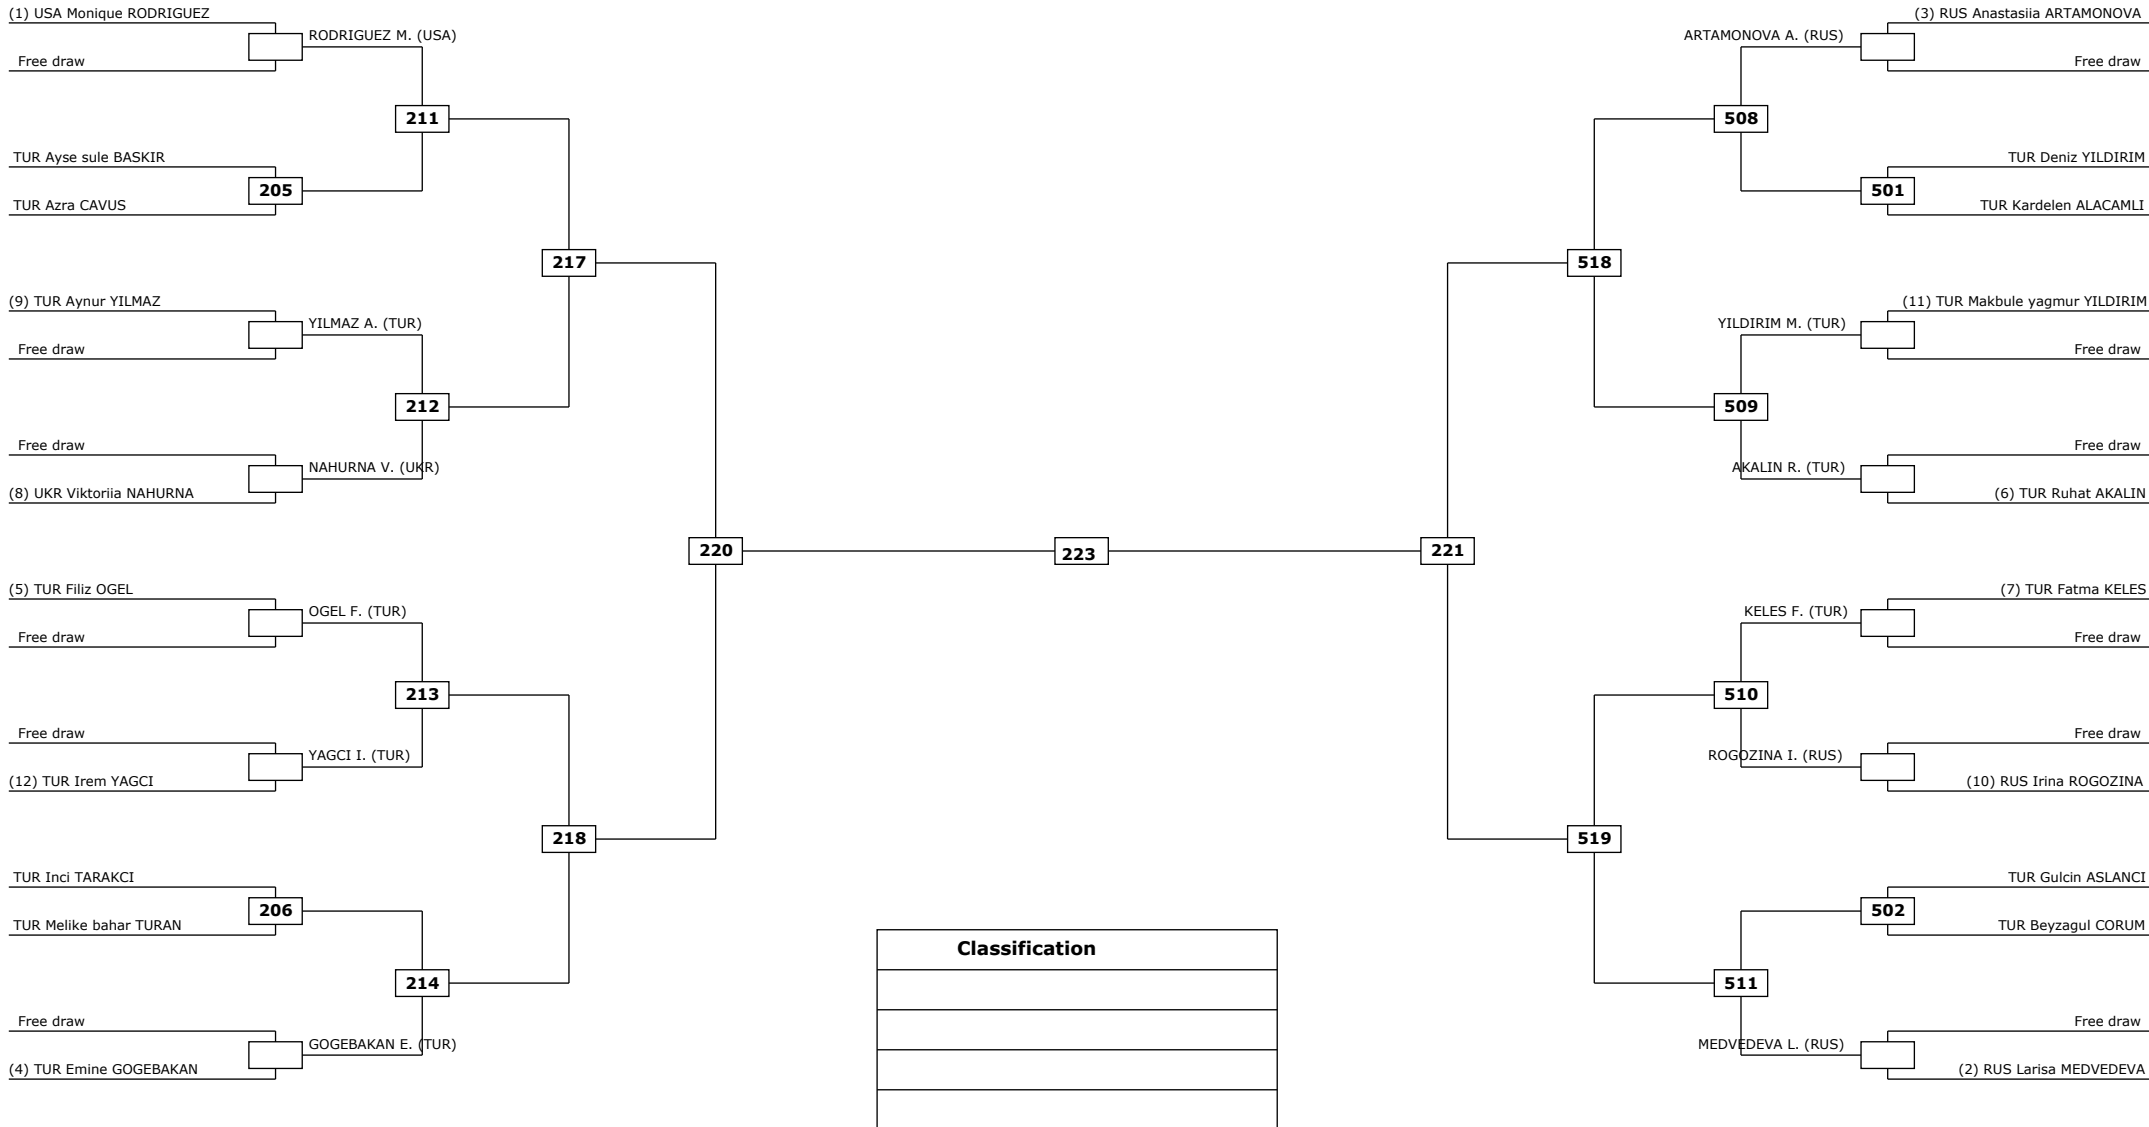 (1) USA Monique RODRIGUEZ
RODRIGUEZ M. (USA)
Free draw
211
TUR Ayse sule BASKIR
205
TUR Azra CAVUS
217
(9) TUR Aynur YILMAZ
YILMAZ A. (TUR)
Free draw
212
Free draw
NAHURNA V. (UKR)
(8) UKR Viktoriia NAHURNA
220
(5) TUR Filiz OGEL
OGEL F. (TUR)
Free draw
213
Free draw
YAGCI I. (TUR)
(12) TUR Irem YAGCI
218
TUR Inci TARAKCI
206
TUR Melike bahar TURAN
214
Free draw
GOGEBAKAN E. (TUR)
(4) TUR Emine GOGEBAKAN
223
(3) RUS Anastasiia ARTAMONOVA
ARTAMONOVA A. (RUS)
Free draw
508
TUR Deniz YILDIRIM
501
TUR Kardelen ALACAMLI
518
(11) TUR Makbule yagmur YILDIRIM
YILDIRIM M. (TUR)
Free draw
509
Free draw
AKALIN R. (TUR)
(6) TUR Ruhat AKALIN
221
(7) TUR Fatma KELES
KELES F. (TUR)
Free draw
510
Free draw
ROGOZINA I. (RUS)
(10) RUS Irina ROGOZINA
519
TUR Gulcin ASLANCI
502
TUR Beyzagul CORUM
511
Free draw
MEDVEDEVA L. (RUS)
(2) RUS Larisa MEDVEDEVA
Classification